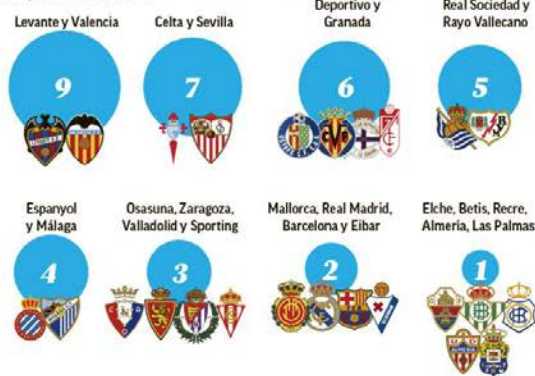 Levante y Valencia
9
Celta y Sevilla
7
Deportivo y
Granada
6
Real Sociedad y
Rayo Vallecano
5
Espanyol
y Málaga
4
Osasuna, Zaragoza,
Valladolid y Sporting
3
Mallorca, Real Madrid,
Barcelona y Eibar
2
Elche, Betis, Recre,
Almería, Las Palmas
1